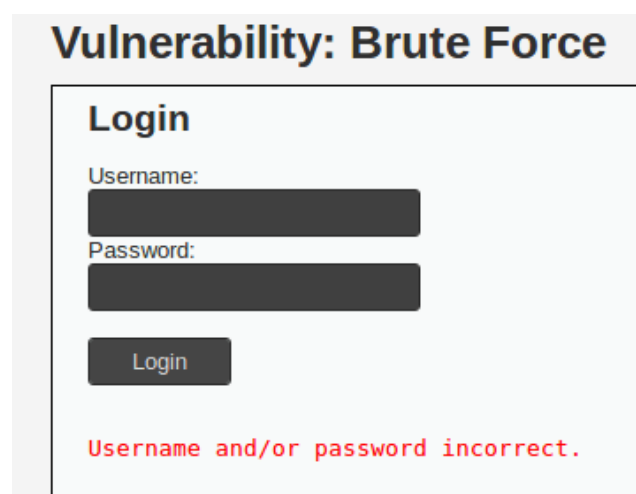 Vulnerability: Brute Force
Login
Username:
Password:
Login
Username and/or password incorrect.